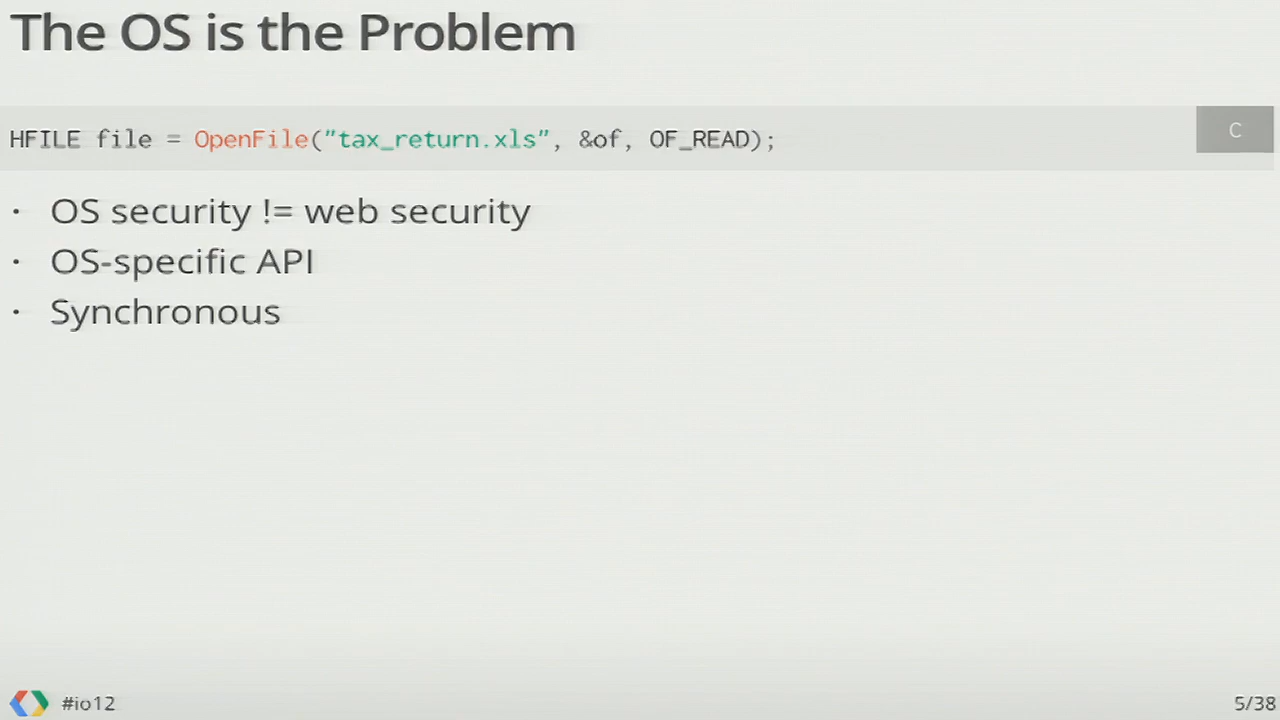 The OS is the Problem
HFILE file = OpenFile("tax_return.xls", &of, OF_READ);
C
· OS security != web security
· OS-specific API
· Synchronous
#io12
5/38